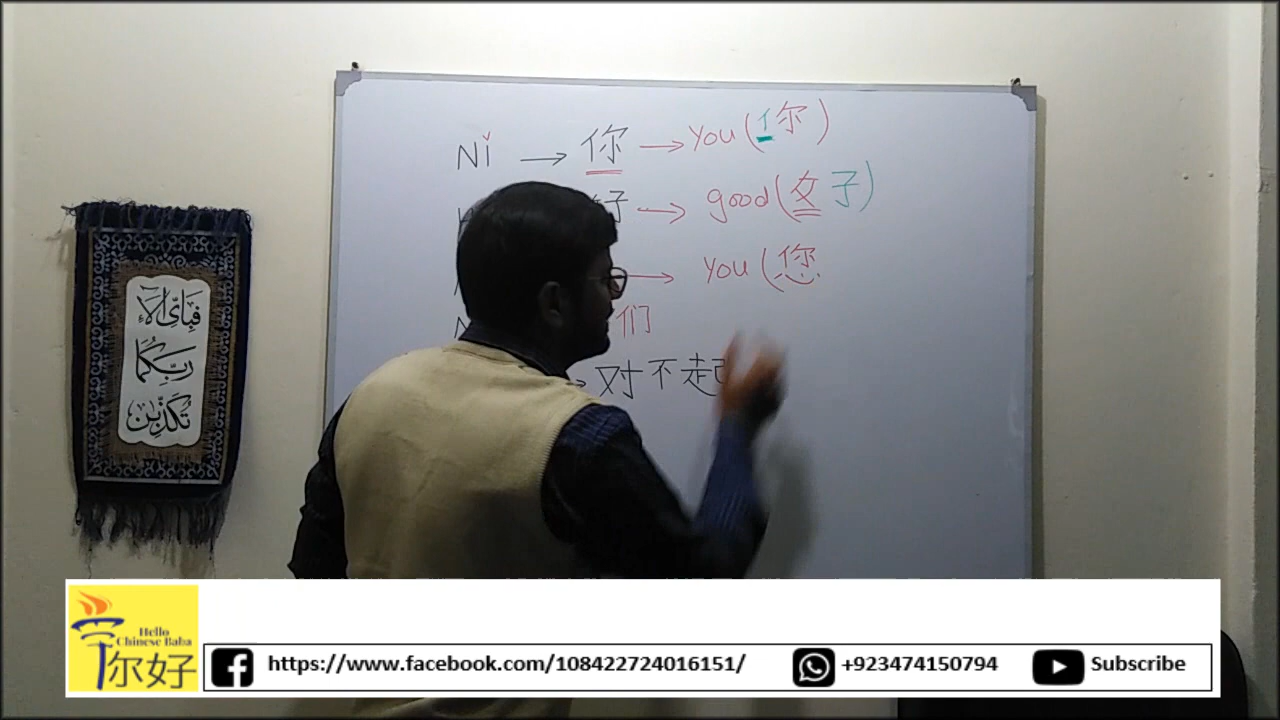 Nǐ → 你 → You (亻尔)
好 → good (女子)
→ You (您
们
→ 对不起
فَبِأَيِّ آلَاءِ
رَبِّكُمَا
تُكَذِّبَانِ
Hello
Chinese Baba
你好
https://www.facebook.com/108422724016151/ +923474150794 Subscribe